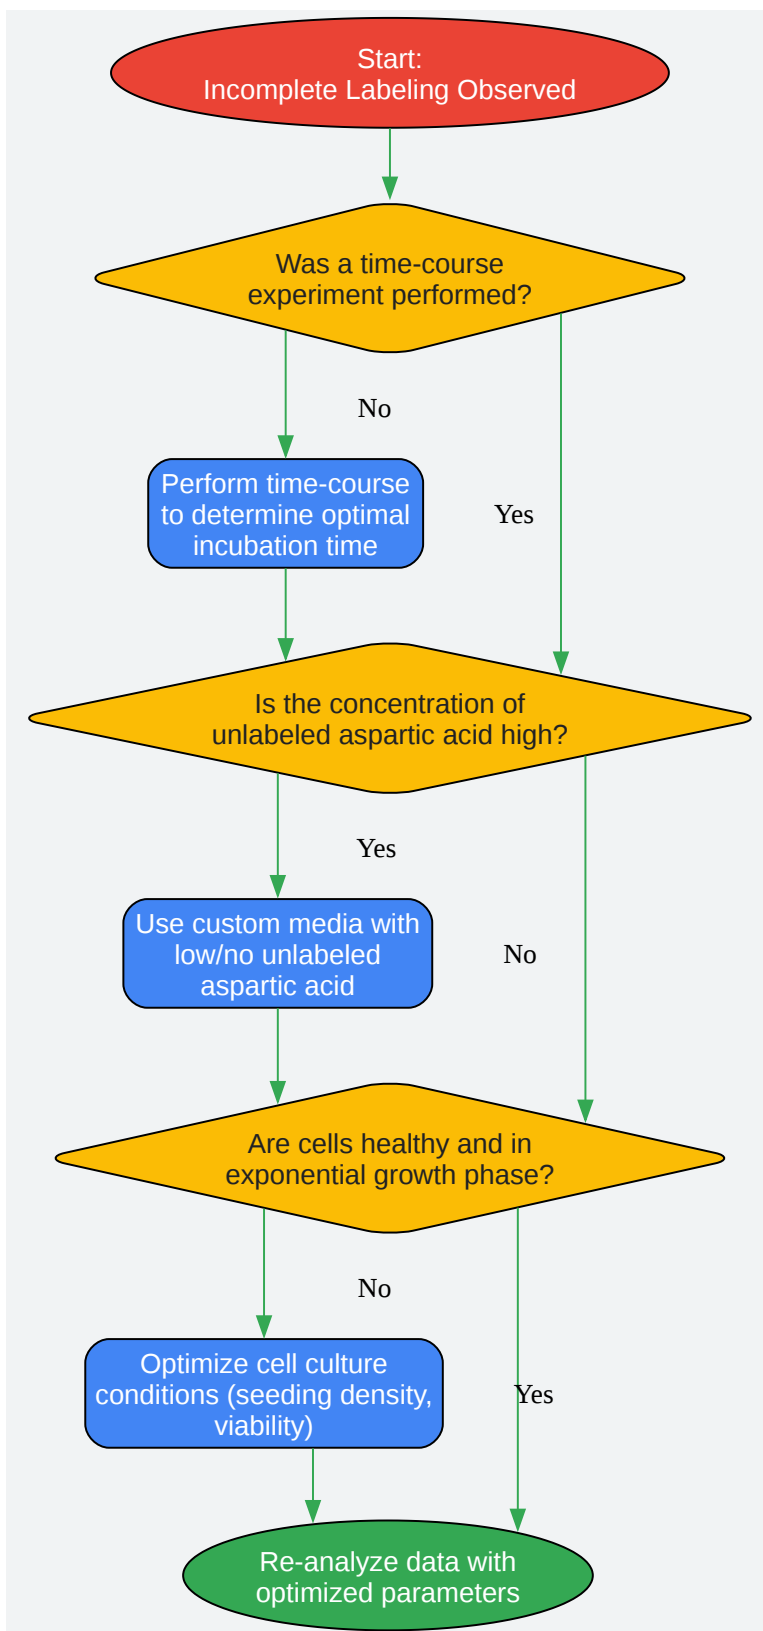 Start:
Incomplete Labeling Observed
Was a time-course
experiment performed?
No
Perform time-course
to determine optimal
incubation time
Yes
Is the concentration of
unlabeled aspartic acid high?
Yes
Use custom media with
low/no unlabeled
aspartic acid
No
Are cells healthy and in
exponential growth phase?
No
Optimize cell culture
conditions (seeding density,
viability)
Yes
Re-analyze data with
optimized parameters